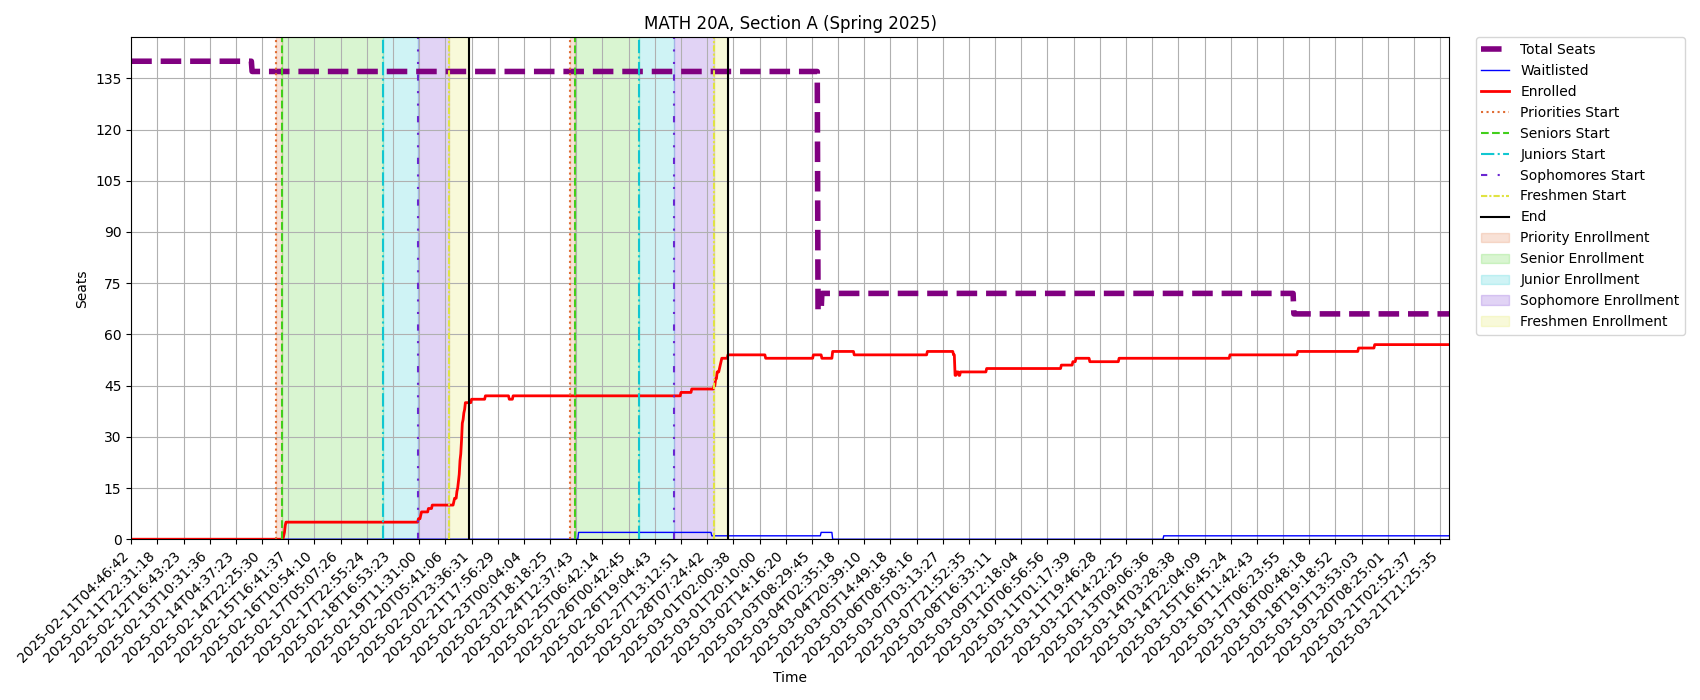 MATH 20A, Section A (Spring 2025)
Seats
135
120
105
90
75
60
45
30
15
0
2025-02-11T04:46:42
2025-02-11T22:31:18
2025-02-12T16:43:23
2025-02-13T10:31:36
2025-02-14T04:37:23
2025-02-14T22:25:30
2025-02-15T16:41:37
2025-02-16T10:54:10
2025-02-17T05:07:26
2025-02-17T22:55:24
2025-02-18T16:53:23
2025-02-19T11:31:00
2025-02-20T05:41:06
2025-02-20T23:36:31
2025-02-21T17:56:29
2025-02-23T00:04:04
2025-02-23T18:18:25
2025-02-24T12:37:43
2025-02-25T06:42:14
2025-02-26T00:42:45
2025-02-26T19:04:43
2025-02-27T13:12:51
2025-02-28T07:24:42
2025-03-01T02:00:38
2025-03-01T20:10:00
2025-03-02T14:16:20
2025-03-03T08:29:45
2025-03-04T02:35:18
2025-03-04T20:39:10
2025-03-05T14:49:18
2025-03-06T08:58:16
2025-03-07T03:13:27
2025-03-07T21:52:35
2025-03-08T16:33:11
2025-03-09T12:18:04
2025-03-10T06:56:56
2025-03-11T01:17:39
2025-03-11T19:46:28
2025-03-12T14:22:25
2025-03-13T09:06:36
2025-03-14T03:28:38
2025-03-14T22:04:09
2025-03-15T16:45:24
2025-03-16T11:42:43
2025-03-17T06:23:55
2025-03-18T00:48:18
2025-03-18T19:18:52
2025-03-19T13:53:03
2025-03-20T08:25:01
2025-03-21T02:52:37
2025-03-21T21:25:35
Time
Total Seats
Waitlisted
Enrolled
Priorities Start
Seniors Start
Juniors Start
Sophomores Start
Freshmen Start
End
Priority Enrollment
Senior Enrollment
Junior Enrollment
Sophomore Enrollment
Freshmen Enrollment